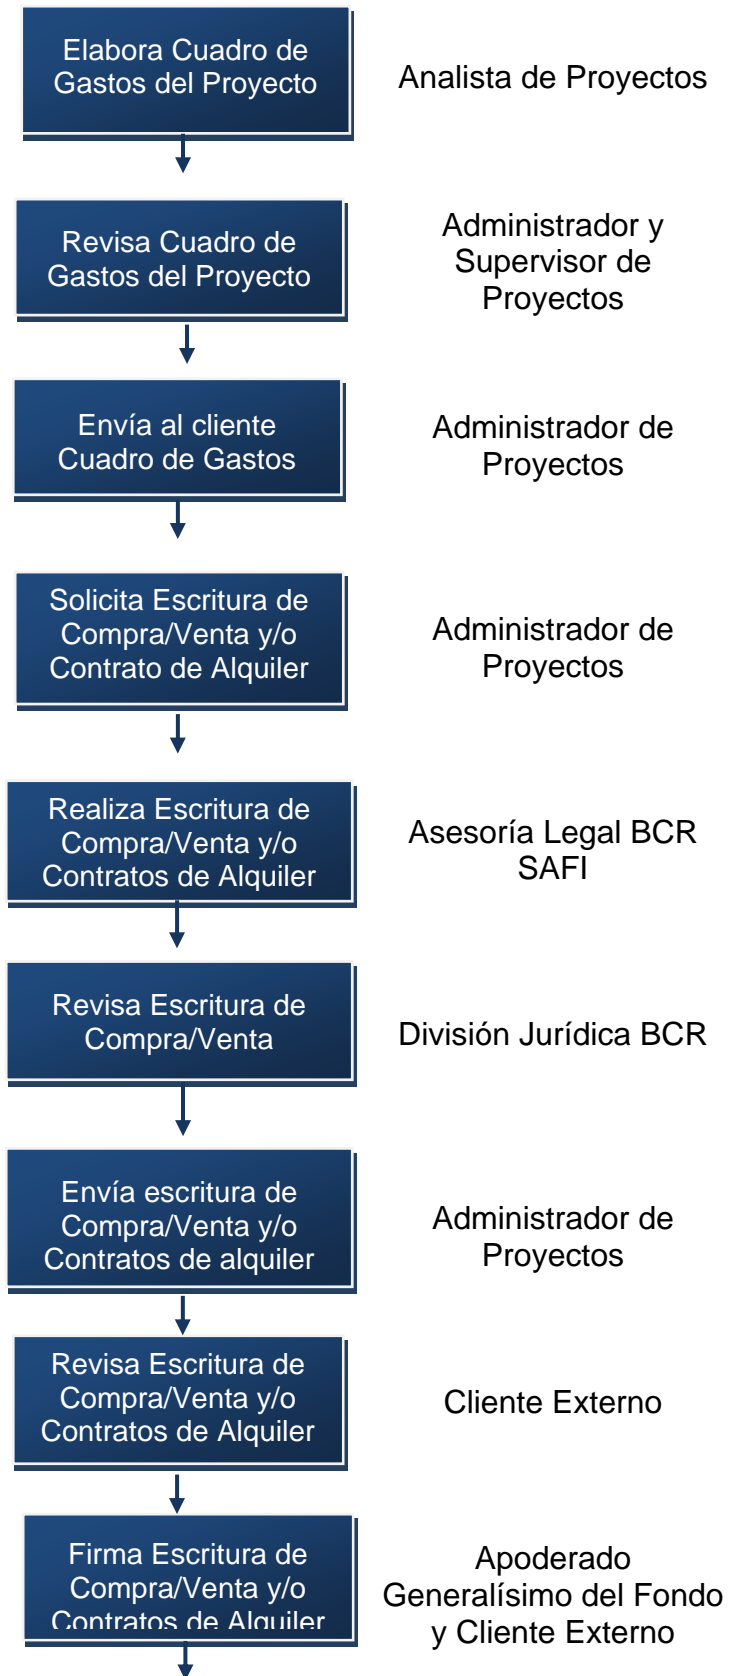 Elabora Cuadro de
Gastos del Proyecto
Analista de Proyectos
Revisa Cuadro de
Gastos del Proyecto
Administrador y
Supervisor de
Proyectos
Envía al cliente
Cuadro de Gastos
Administrador de
Proyectos
Solicita Escritura de
Compra/Venta y/o
Contrato de Alquiler
Administrador de
Proyectos
Realiza Escritura de
Compra/Venta y/o
Contratos de Alquiler
Asesoría Legal BCR
SAFI
Revisa Escritura de
Compra/Venta
División Jurídica BCR
Envía escritura de
Compra/Venta y/o
Contratos de alquiler
Administrador de
Proyectos
Revisa Escritura de
Compra/Venta y/o
Contratos de Alquiler
Cliente Externo
Firma Escritura de
Compra/Venta y/o
Contratos de Alquiler
Apoderado
Generalísimo del Fondo
y Cliente Externo